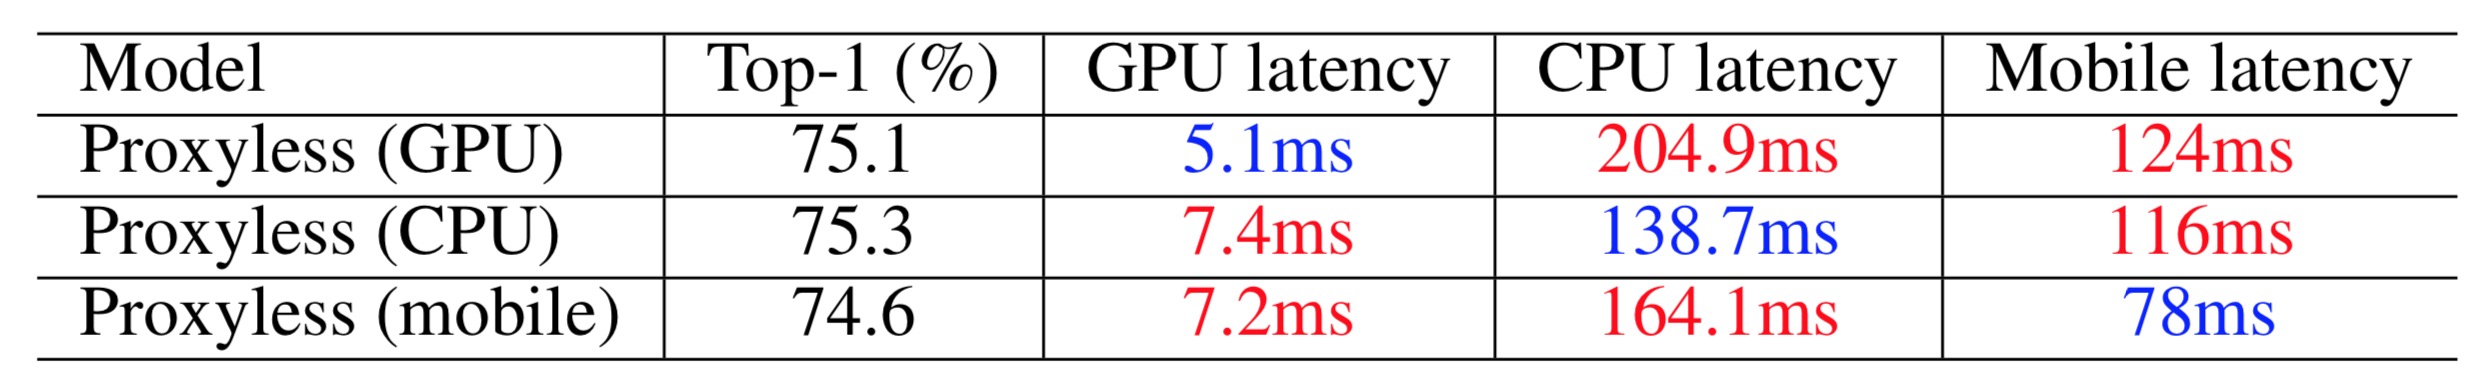 Model Top-1 (%) GPU latency CPU latency Mobile latency
Proxyless (GPU) 75.1 5.1ms 204.9ms 124ms
Proxyless (CPU) 75.3 7.4ms 138.7ms 116ms
Proxyless (mobile) 74.6 7.2ms 164.1ms 78ms